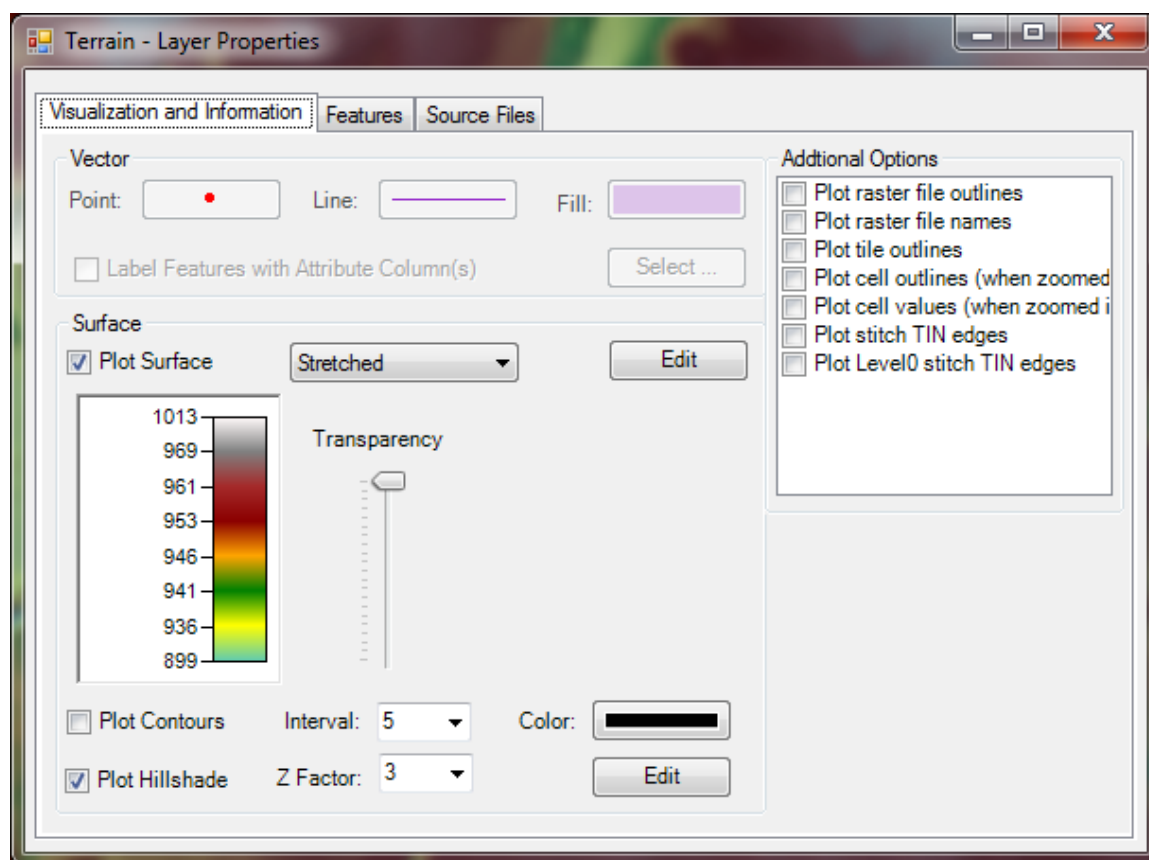 Terrain - Layer Properties
Visualization and Information Features Source Files
Vector
Point: Line: Fill:
Label Features with Attribute Column(s) Select ...
Addtional Options
Plot raster file outlines
Plot raster file names
Plot tile outlines
Plot cell outlines (when zoomed
Plot cell values (when zoomed i
Plot stitch TIN edges
Plot Level0 stitch TIN edges
Surface
Plot Surface Stretched Edit
1013
969
961
953
946
941
936
899
Transparency
Plot Contours Interval: 5 Color:
Plot Hillshade Z Factor: 3 Edit